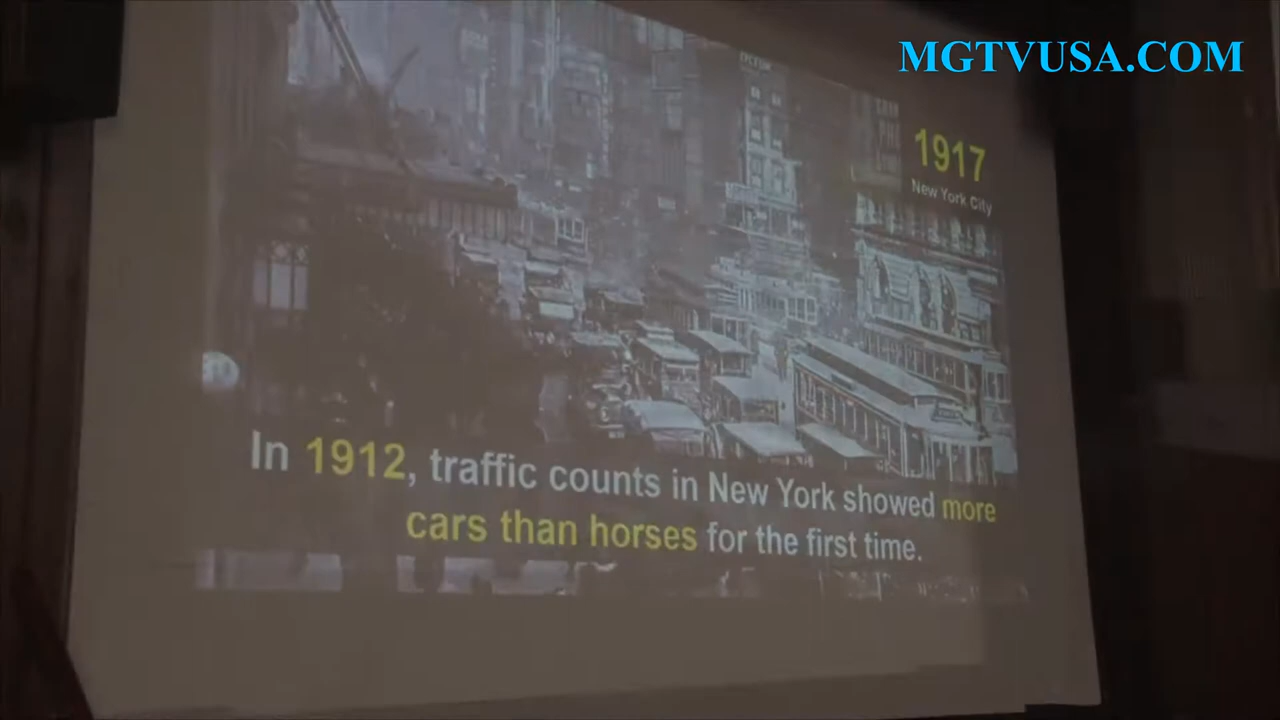 MGTVUSA.COM
1917
New York City
In 1912, traffic counts in New York showed more
cars than horses for the first time.